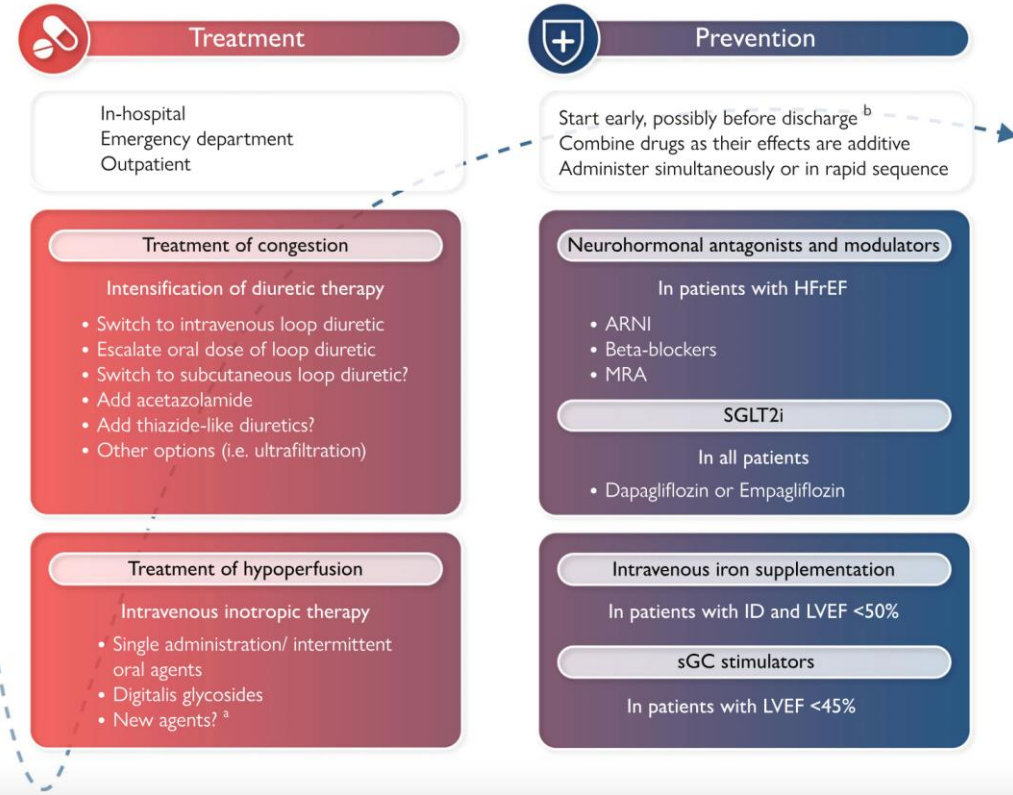 Treatment
In-hospital
Emergency department
Outpatient
Treatment of congestion
Intensification of diuretic therapy
• Switch to intravenous loop diuretic
• Escalate oral dose of loop diuretic
• Switch to subcutaneous loop diuretic?
• Add acetazolamide
• Add thiazide-like diuretics?
• Other options (i.e. ultrafiltration)
Treatment of hypoperfusion
Intravenous inotropic therapy
• Single administration/ intermittent
oral agents
• Digitalis glycosides
• New agents? a
Prevention
Start early, possibly before discharge b
Combine drugs as their effects are additive
Administer simultaneously or in rapid sequence
Neurohormonal antagonists and modulators
In patients with HFrEF
• ARNI
• Beta-blockers
• MRA
SGLT2i
In all patients
• Dapagliflozin or Empagliflozin
Intravenous iron supplementation
In patients with ID and LVEF <50%
sGC stimulators
In patients with LVEF <45%